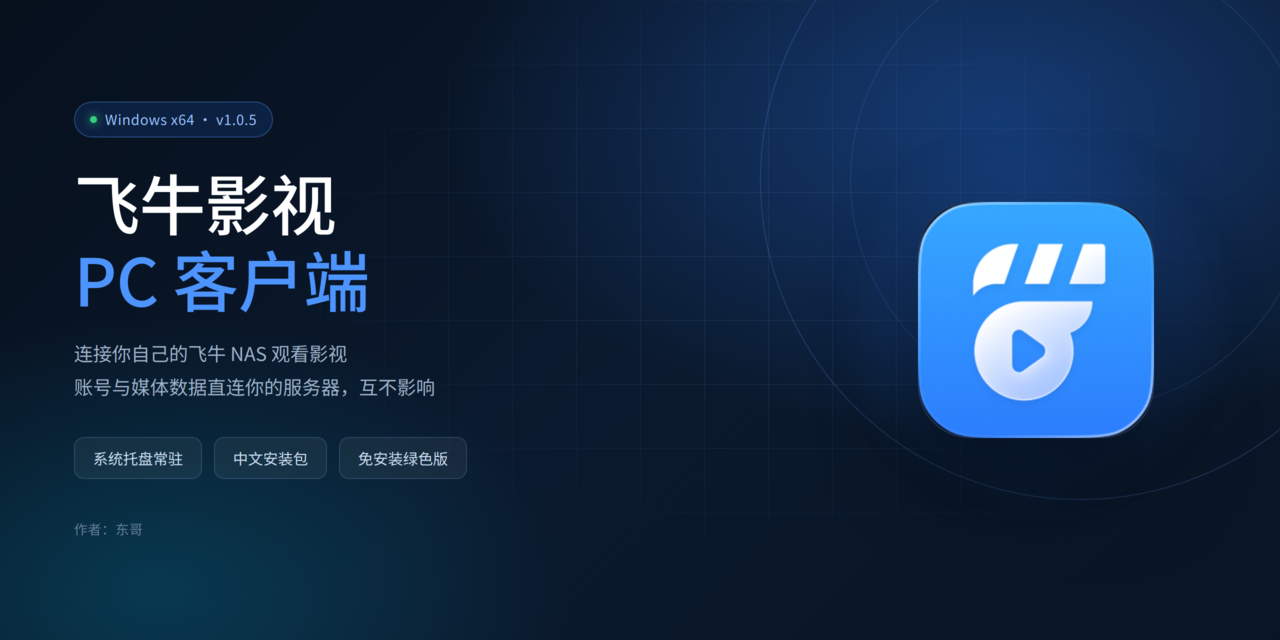 Windows x64 · v1.0.5
飞牛影视
PC 客户端
连接你自己的飞牛 NAS 观看影视
账号与媒体数据直连你的服务器，互不影响
系统托盘常驻
中文安装包
免安装绿色版
作者：东哥